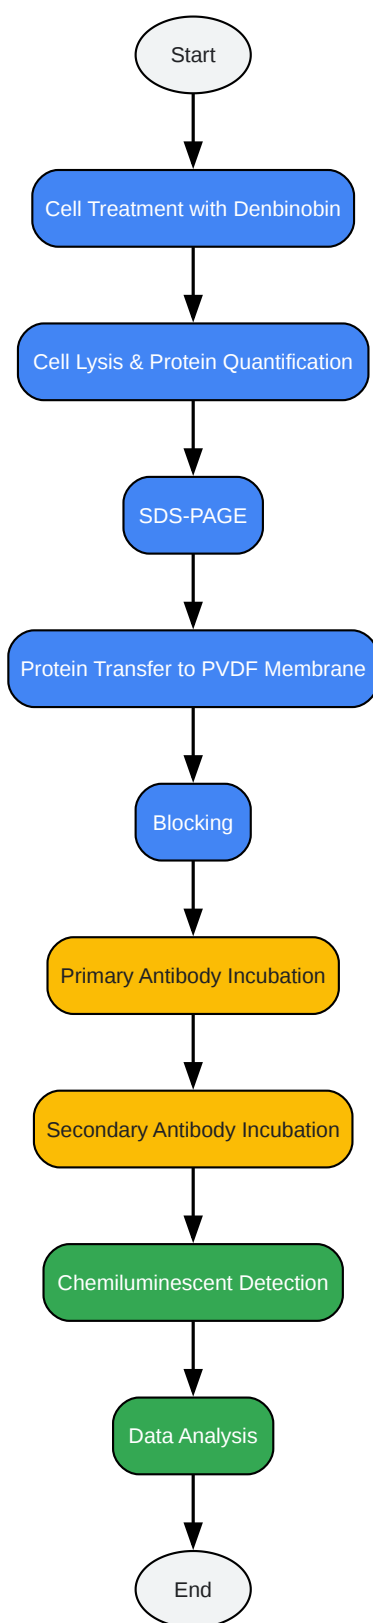 Start
Cell Treatment with Denbinobin
Cell Lysis & Protein Quantification
SDS-PAGE
Protein Transfer to PVDF Membrane
Blocking
Primary Antibody Incubation
Secondary Antibody Incubation
Chemiluminescent Detection
Data Analysis
End